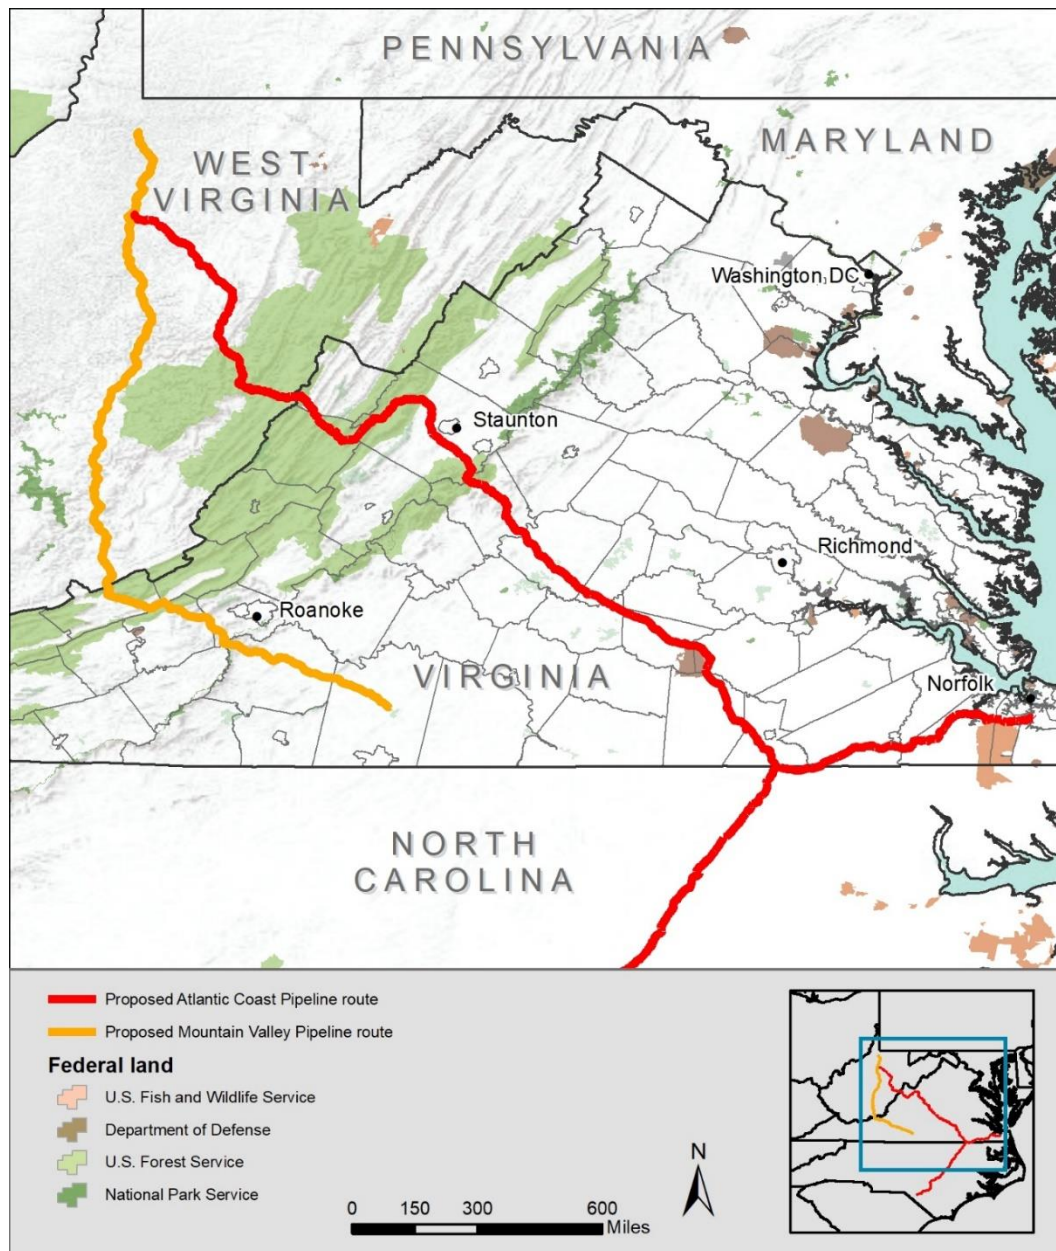 PENNSYLVANIA
MARYLAND
WEST
VIRGINIA
Washington, DC
Staunton
Richmond
Roanoke
VIRGINIA
Norfolk
NORTH
CAROLINA
Proposed Atlantic Coast Pipeline route
Proposed Mountain Valley Pipeline route
Federal land
U.S. Fish and Wildlife Service
Department of Defense
U.S. Forest Service
National Park Service
N
0 150 300 600
Miles